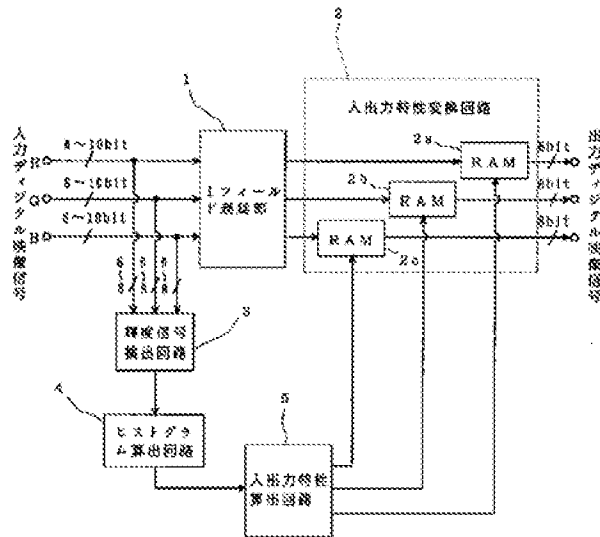 2
1
入出力特性変換回路
入力ディジタル映像信号
出力ディジタル映像信号
R
G
B
6～10bit
6～10bit
2a
2b
2c
RAM
RAM
RAM
8bit
8bit
8bit
1フィールド遅延部
3
輝度信号
検出回路
4
ヒストグラム算出回路
5
入出力特性
算出回路